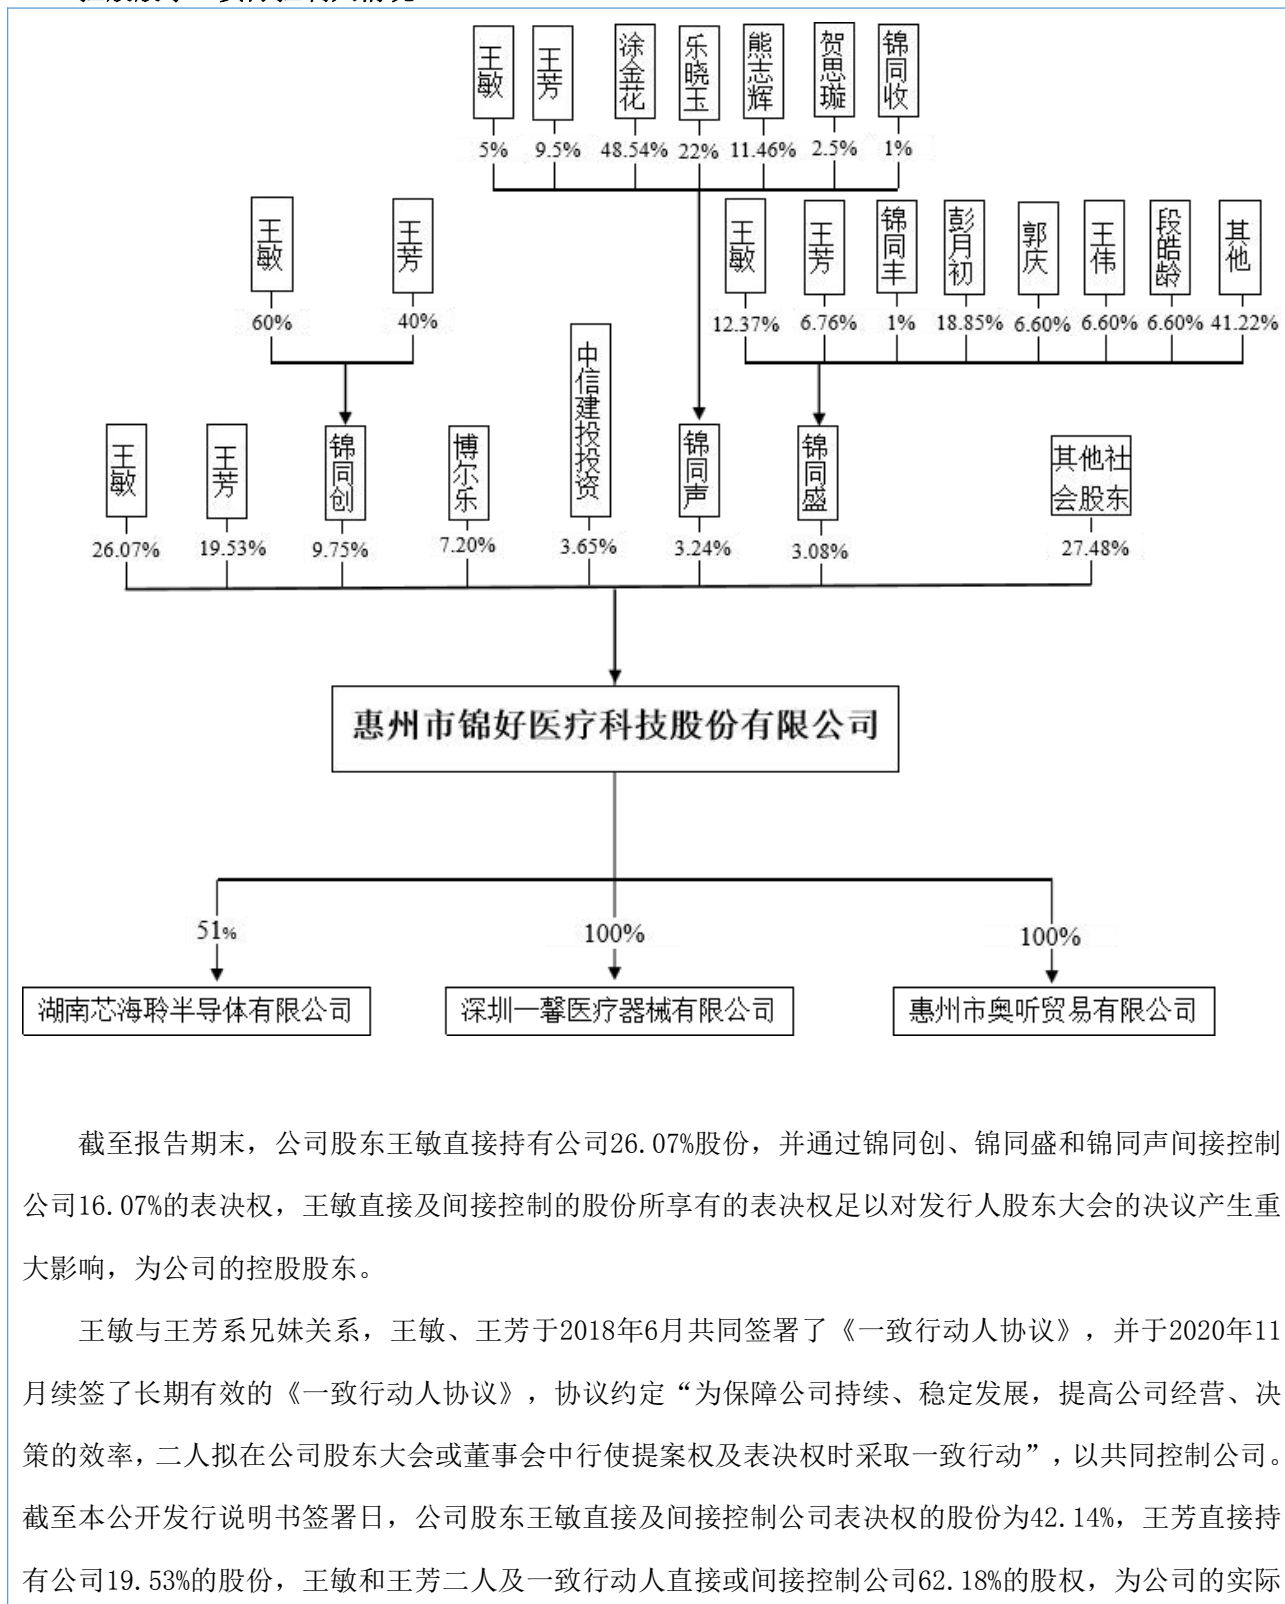 王敏
王芳
涂金花
乐晓玉
熊志辉
贺思璇
锦同收
5%
9.5%
48.54%
22%
11.46%
2.5%
1%
王敏
王芳
王敏
王芳
锦同丰
彭月初
郭庆
王伟
段皓龄
其他
60%
40%
12.37%
6.76%
1%
18.85%
6.60%
6.60%
6.60%
41.22%
王敏
王芳
锦同创
博尔乐
中信建投投资
锦同声
锦同盛
其他社
会股东
26.07%
19.53%
9.75%
7.20%
3.65%
3.24%
3.08%
27.48%
惠州市锦好医疗科技股份有限公司
51%
100%
100%
湖南芯海聆半导体有限公司
深圳一馨医疗器械有限公司
惠州市奥听贸易有限公司
截至报告期末，公司股东王敏直接持有公司26.07%股份，并通过锦同创、锦同盛和锦同声间接控制
公司16.07%的表决权，王敏直接及间接控制的股份所享有的表决权足以对发行人股东大会的决议产生重
大影响，为公司的控股股东。
王敏与王芳系兄妹关系，王敏、王芳于2018年6月共同签署了《一致行动人协议》，并于2020年11
月续签了长期有效的《一致行动人协议》，协议约定“为保障公司持续、稳定发展，提高公司经营、决
策的效率，二人拟在公司股东大会或董事会中行使提案权及表决权时采取一致行动”，以共同控制公司。
截至本公开发行说明书签署日，公司股东王敏直接及间接控制公司表决权的股份为42.14%，王芳直接持
有公司19.53%的股份，王敏和王芳二人及一致行动人直接或间接控制公司62.18%的股权，为公司的实际